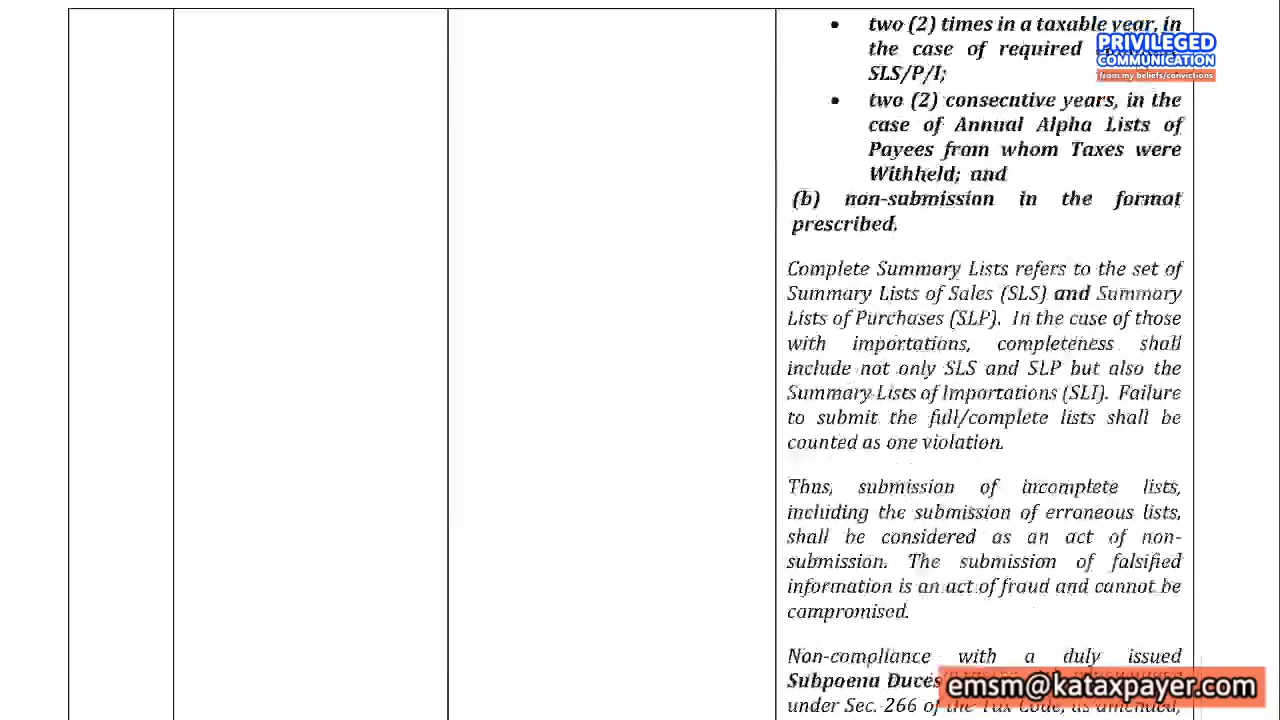 • two (2) times in a taxable year, in
the case of required
SLS/P/I;
• two (2) consecutive years, in the
case of Annual Alpha Lists of
Payees from whom Taxes were
Withheld; and
(b) non-submission in the format
prescribed.
Complete Summary Lists refers to the set of
Summary Lists of Sales (SLS) and Summary
Lists of Purchases (SLP). In the case of those
with importations, completeness shall
include not only SLS and SLP but also the
Summary Lists of Importations (SLI). Failure
to submit the full/complete lists shall be
counted as one violation.
Thus, submission of incomplete lists,
including the submission of erroneous lists,
shall be considered as an act of non-
submission. The submission of falsified
information is an act of fraud and cannot be
compromised.
Non-compliance with a duly issued
Subpoena Duces
under Sec. 266 of the Tax Code, as amended,
PRIVILEGED
COMMUNICATION
from my beliefs/convictions
emsm@kataxpayer.com